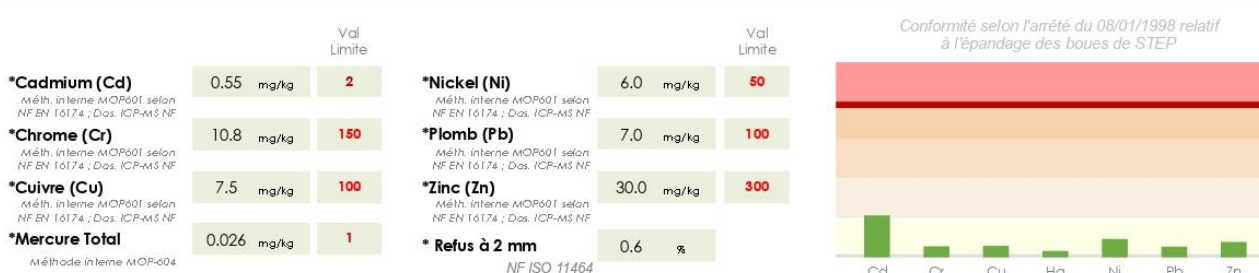 Conformité selon l'arrêté du 08/01/1998 relatif
à l'épandage des boues de STEP
Val
Limite
*Cadmium (Cd) 0.55 mg/kg 2
Méth. interne MOP601 selon
NF EN 16174 ; Dos. ICP-MS NF
*Chrome (Cr) 10.8 mg/kg 150
Méth. interne MOP601 selon
NF EN 16174 ; Dos. ICP-MS NF
*Cuivre (Cu) 7.5 mg/kg 100
Méth. interne MOP601 selon
NF EN 16174 ; Dos. ICP-MS NF
*Mercure Total 0.026 mg/kg 1
Méthode interne MOP-604
Val
Limite
*Nickel (Ni) 6.0 mg/kg 50
Méth. interne MOP601 selon
NF EN 16174 ; Dos. ICP-MS NF
*Plomb (Pb) 7.0 mg/kg 100
Méth. interne MOP601 selon
NF EN 16174 ; Dos. ICP-MS NF
*Zinc (Zn) 30.0 mg/kg 300
Méth. interne MOP601 selon
NF EN 16174 ; Dos. ICP-MS NF
* Refus à 2 mm 0.6 %
NF ISO 11464
Cd Cr Cu Hg Ni Pb Zn